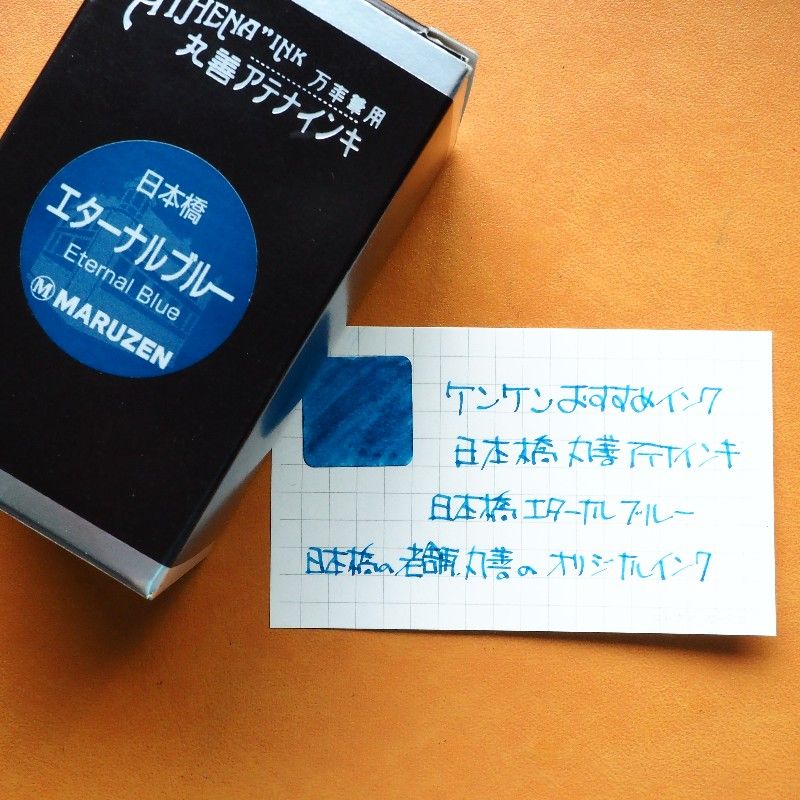 "ATHENA" INK 万年筆用
丸善アテナインキ
日本橋
エターナルブルー
Eternal Blue
M MARUZEN
ケンケンおすすめインク
日本橋 丸善アテナインキ
日本橋 エターナルブルー
日本橋の老舗丸善のオリジナルインク